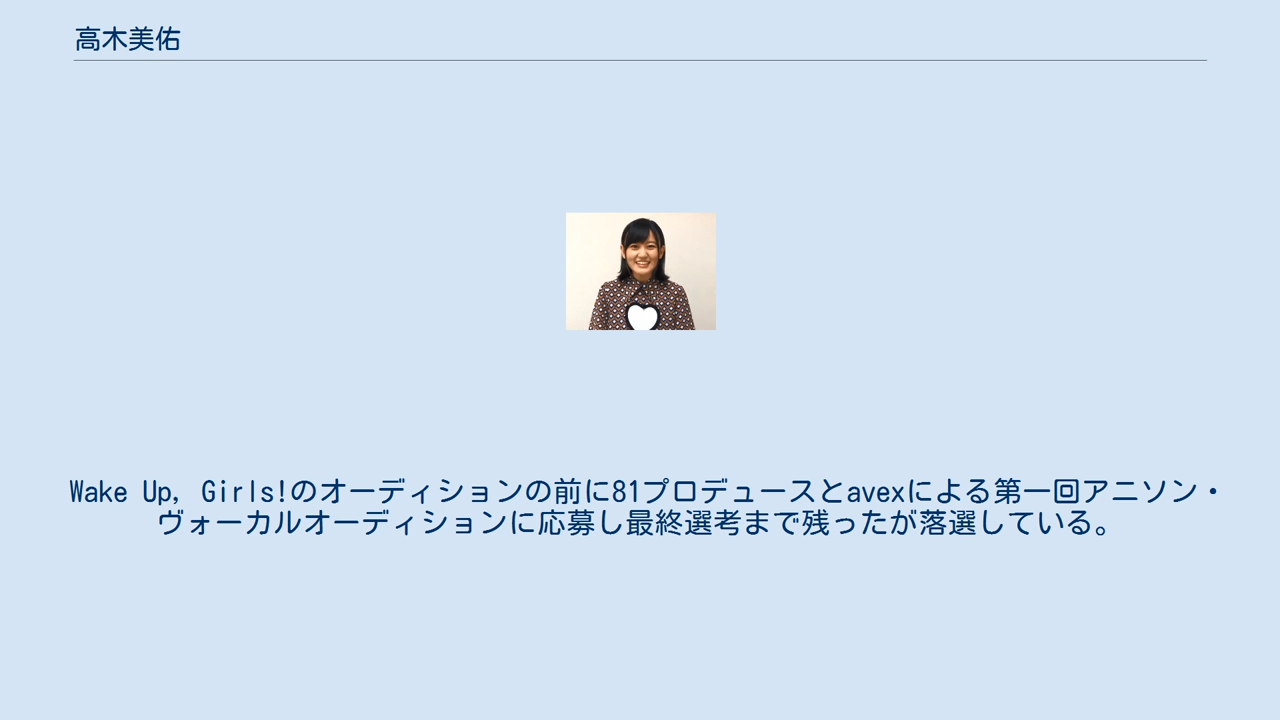 高木美佑
Wake Up, Girls!のオーディションの前に81プロデュースとavexによる第一回アニソン・
ヴォーカルオーディションに応募し最終選考まで残ったが落選している。